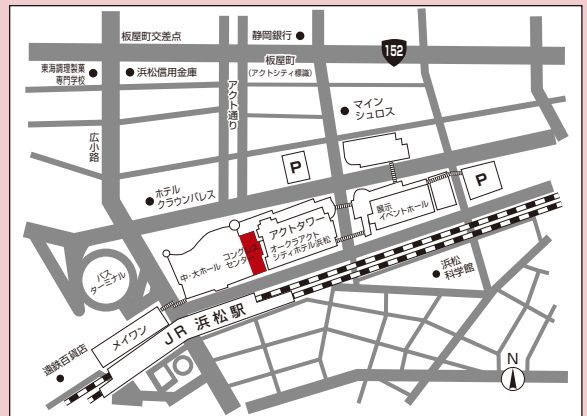 板屋町交差点
静岡銀行
152
東海調理製菓
専門学校
浜松信用金庫
板屋町
(アクトシティ標識)
アクト通り
マイン
シュロス
広小路
P
P
ホテル
クラウンパレス
アクトタワー
オークラアクト
シティホテル浜松
展示
イベントホール
コングレス
センター
中・大ホール
バス
ターミナル
浜松
科学館
JR 浜松駅
メイワン
遠鉄百貨店
N